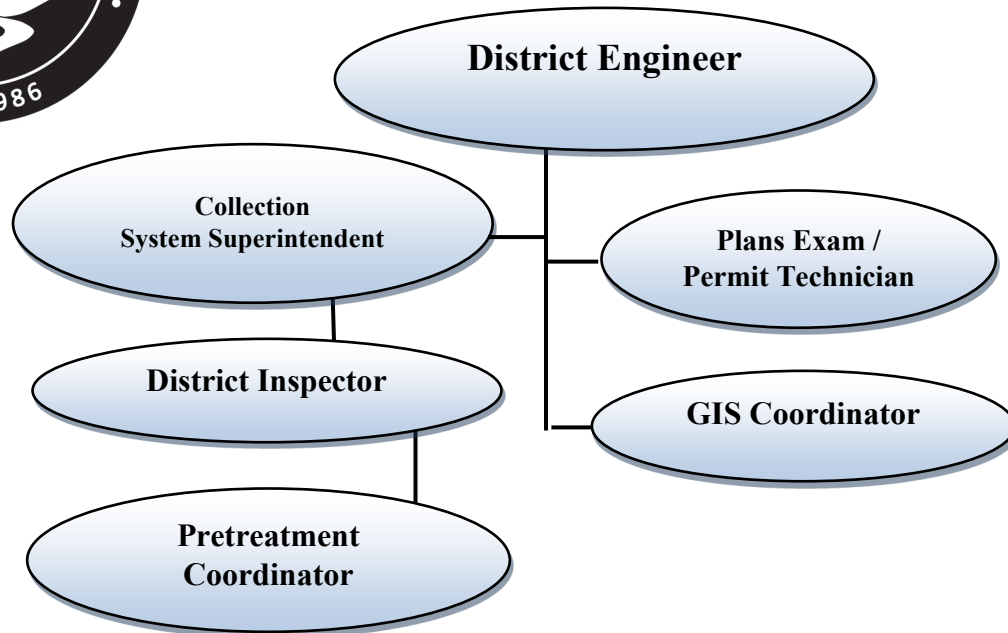 986
District Engineer
Collection
System Superintendent
Plans Exam /
Permit Technician
District Inspector
GIS Coordinator
Pretreatment
Coordinator